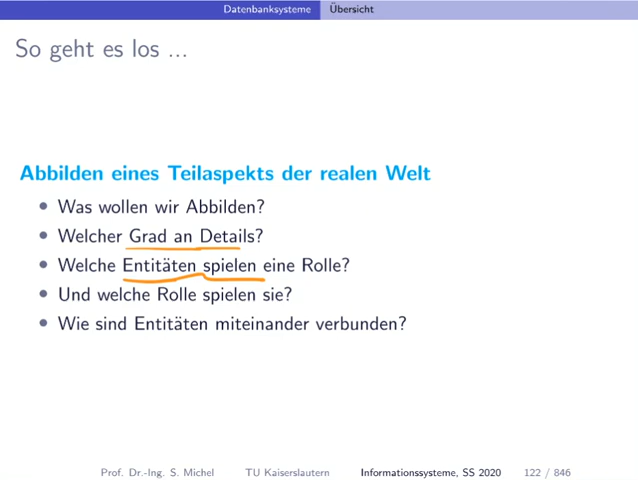 Datenbanksysteme Übersicht
So geht es los ...
Abbilden eines Teilaspekts der realen Welt
• Was wollen wir Abbilden?
• Welcher Grad an Details?
• Welche Entitäten spielen eine Rolle?
• Und welche Rolle spielen sie?
• Wie sind Entitäten miteinander verbunden?
Prof. Dr.-Ing. S. Michel TU Kaiserslautern Informationssysteme, SS 2020 122 / 846